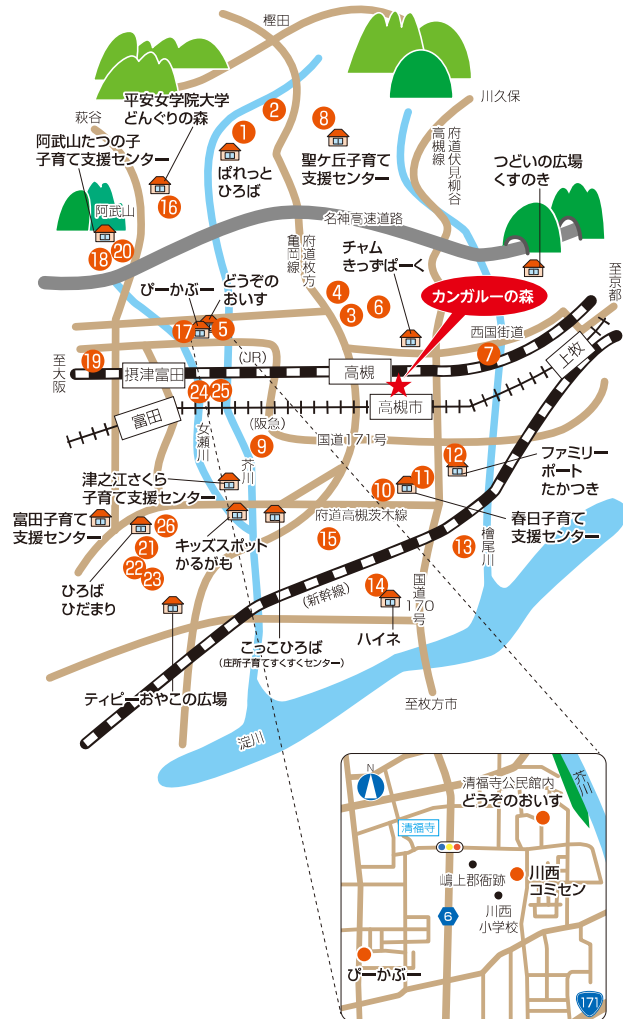 樫田
川久保
萩谷
平安女学院大学
どんぐりの森
2
8
1
府道伏見柳谷
高槻線
阿武山たつの子
子育て支援センター
ぱれっと
ひろば
聖ケ丘子育て
支援センター
つどいの広場
くすのき
16
阿武山
名神高速道路
18
20
府道枚方
亀岡線
チャム
きっずぱーく
至京都
ぴーかぶー
どうぞの
おいす
4
3
6
カンガルーの森
17
5
西国街道
7
上牧
至大阪
19
(JR)
摂津富田
高槻
24
25
富田
高槻市
(阪急)
女瀬川
芥川
9
国道171号
12
ファミリー
ポート
たかつき
津之江さくら
子育て支援センター
10
11
富田子育て
支援センター
26
キッズスポット
かるがも
府道高槻茨木線
春日子育て
支援センター
21
15
13
檜尾川
22
23
ひろば
ひだまり
(新幹線)
14
国道170号
ハイネ
こっこひろば
(庄所子育てすくすくセンター)
ティピーおやこの広場
至枚方市
淀川
N
芥川
清福寺公民館内
どうぞのおいす
清福寺
嶋上郡衙跡
川西
コミセン
川西
小学校
6
ぴーかぶー
171